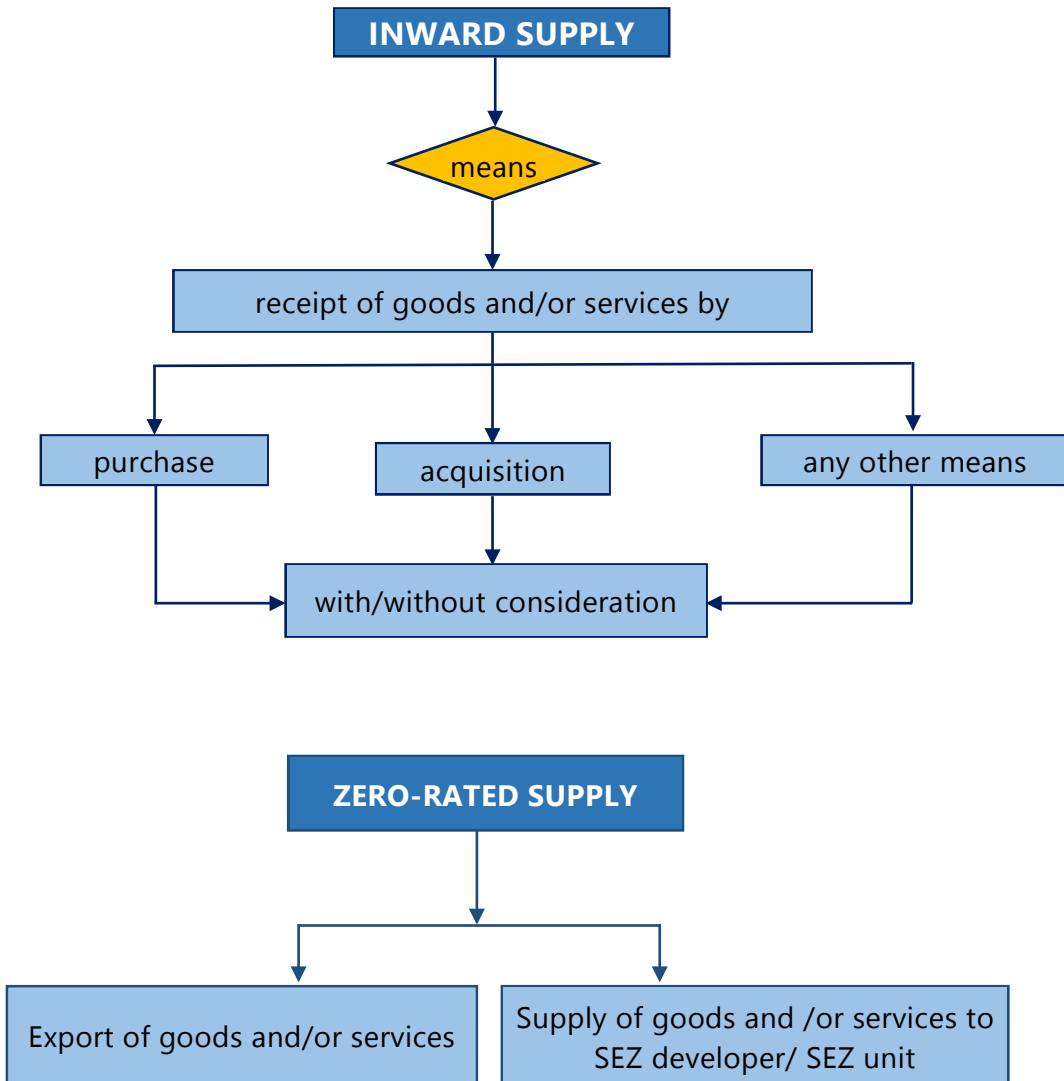 INWARD SUPPLY
means
receipt of goods and/or services by
purchase
acquisition
any other means
with/without consideration
ZERO-RATED SUPPLY
Export of goods and/or services
Supply of goods and /or services to
SEZ developer/ SEZ unit